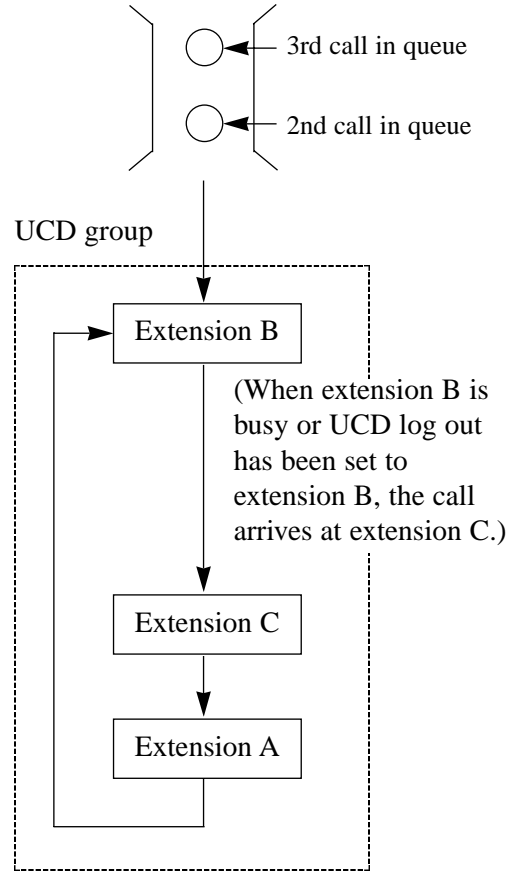 3rd call in queue
2nd call in queue
UCD group
Extension B
(When extension B is
busy or UCD log out
has been set to
extension B, the call
arrives at extension C.)
Extension C
Extension A